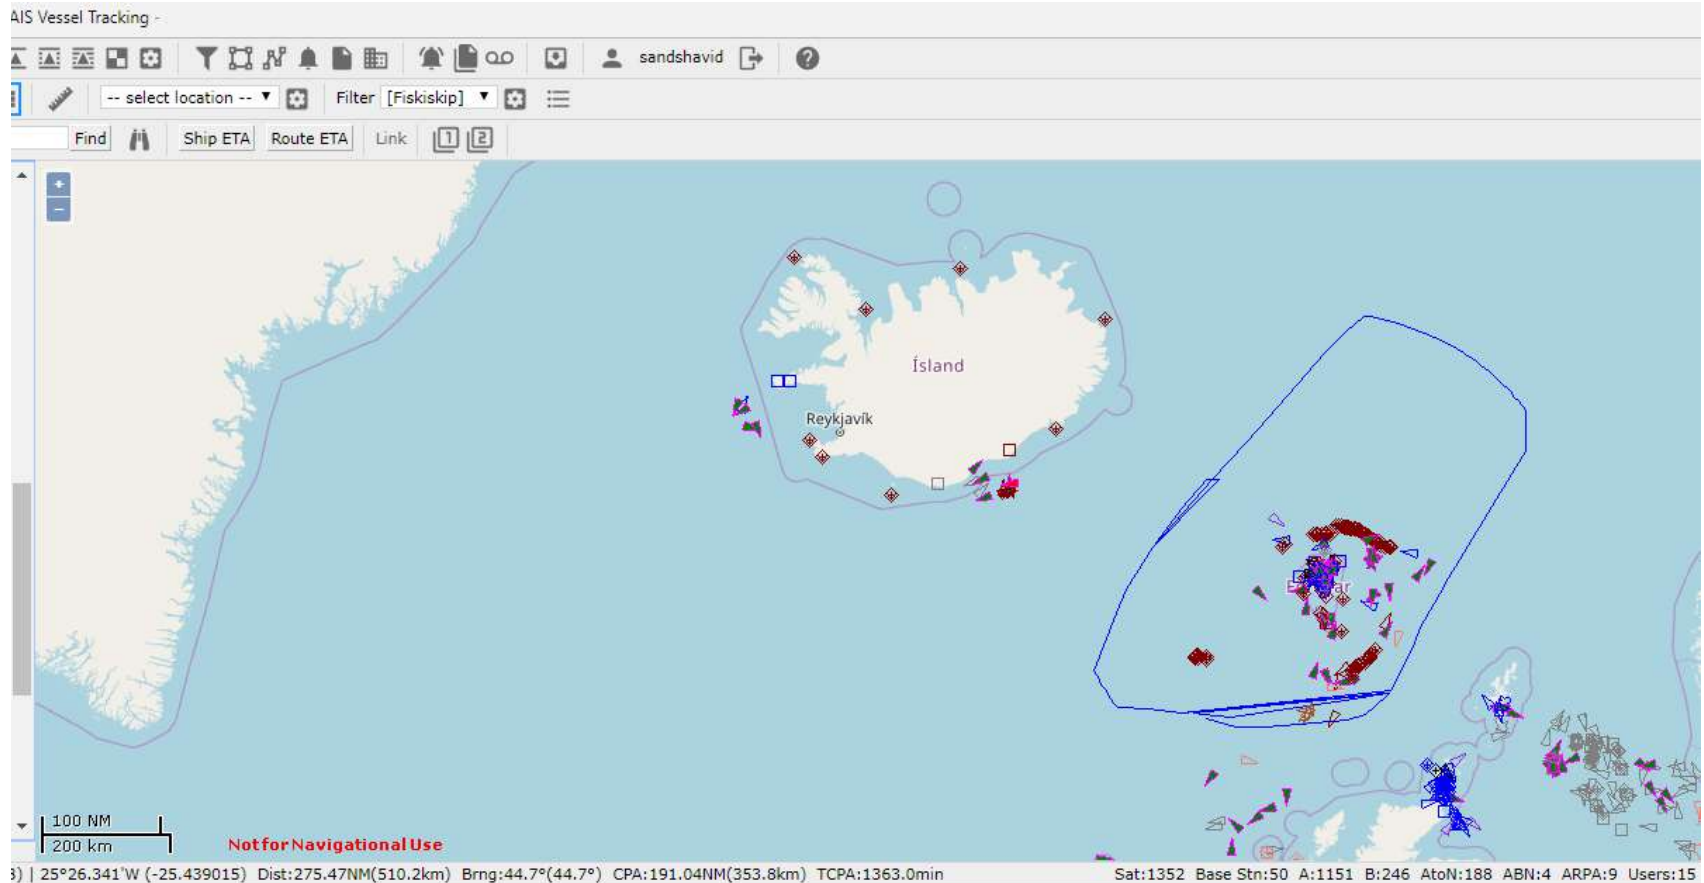 AIS Vessel Tracking -
sandshavid
-- select location -- Filter [Fiskiskip]
Find Ship ETA Route ETA Link 1 2
+
−
Ísland
Reykjavík
100 NM
200 km
Not for Navigational Use
3) | 25°26.341'W (-25.439015) Dist:275.47NM(510.2km) Brng:44.7°(44.7°) CPA:191.04NM(353.8km) TCPA:1363.0min Sat:1352 Base Stn:50 A:1151 B:246 AtoN:188 ABN:4 ARPA:9 Users:15